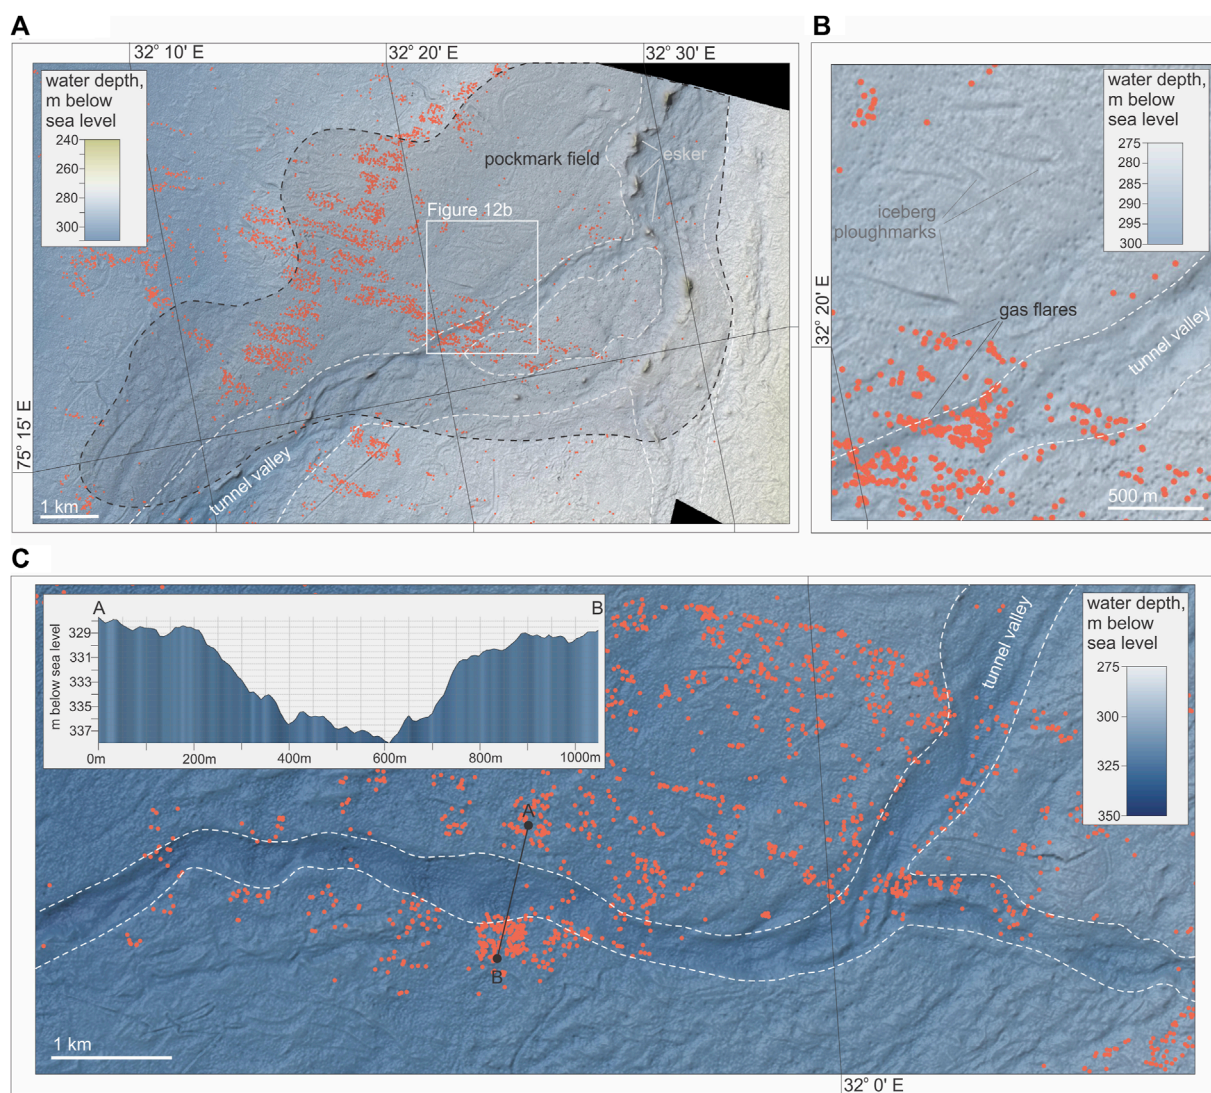 A
32° 10' E
32° 20' E
32° 30' E
water depth,
m below
sea level
240
260
280
300
pockmark field
esker
Figure 12b
75° 15' E
tunnel valley
1 km
B
water depth,
m below
sea level
275
280
285
290
295
300
iceberg
ploughmarks
32° 20' E
gas flares
tunnel valley
500 m
C
A
B
m below sea level
329
331
333
335
337
0m
200m
400m
600m
800m
1000m
tunnel valley
water depth,
m below
sea level
275
300
325
350
A
B
1 km
32° 0' E